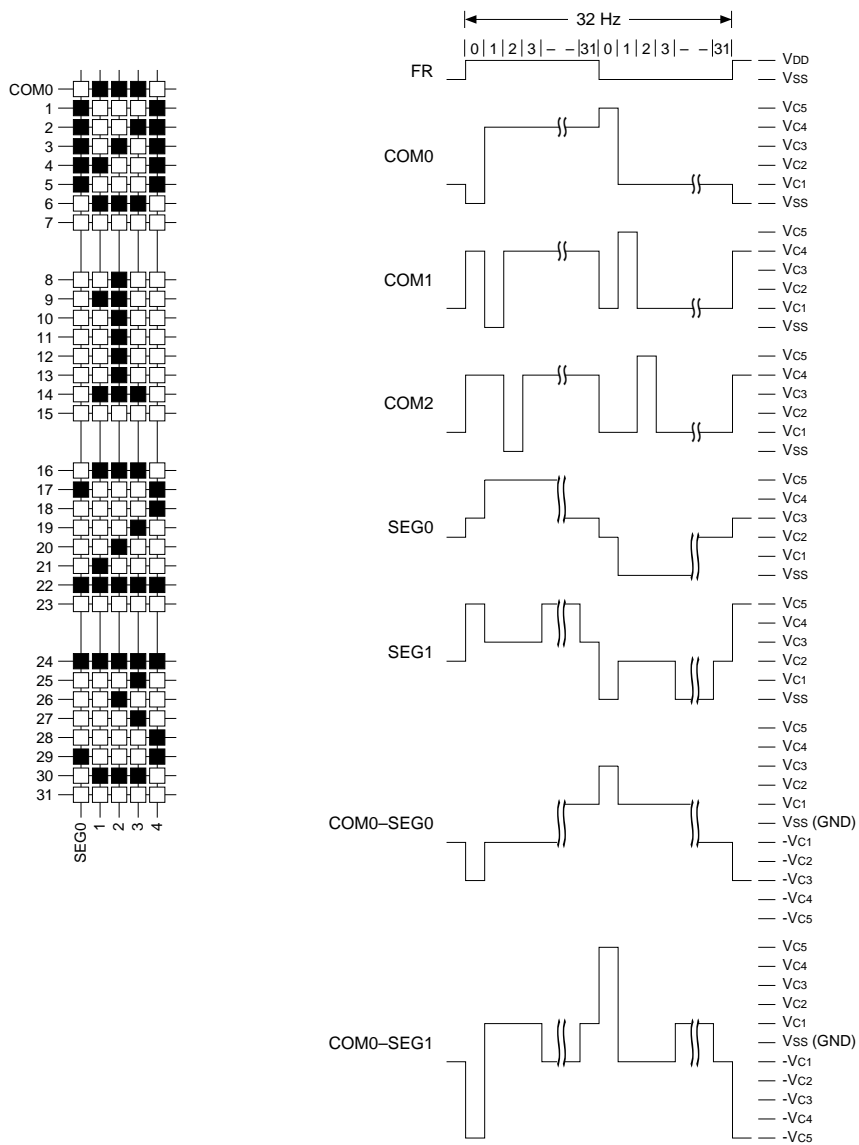 COM0
1
2
3
4
5
6
7
8
9
10
11
12
13
14
15
16
17
18
19
20
21
22
23
24
25
26
27
28
29
30
31
SEG0
1
2
3
4
32 Hz
0 1 2 3 – – 31 0 1 2 3 – – 31
FR
VDD
VSS
COM0
VC5
VC4
VC3
VC2
VC1
VSS
COM1
VC5
VC4
VC3
VC2
VC1
VSS
COM2
VC5
VC4
VC3
VC2
VC1
VSS
SEG0
VC5
VC4
VC3
VC2
VC1
VSS
SEG1
VC5
VC4
VC3
VC2
VC1
VSS
COM0–SEG0
VC5
VC4
VC3
VC2
VC1
VSS (GND)
-VC1
-VC2
-VC3
-VC4
-VC5
COM0–SEG1
VC5
VC4
VC3
VC2
VC1
VSS (GND)
-VC1
-VC2
-VC3
-VC4
-VC5